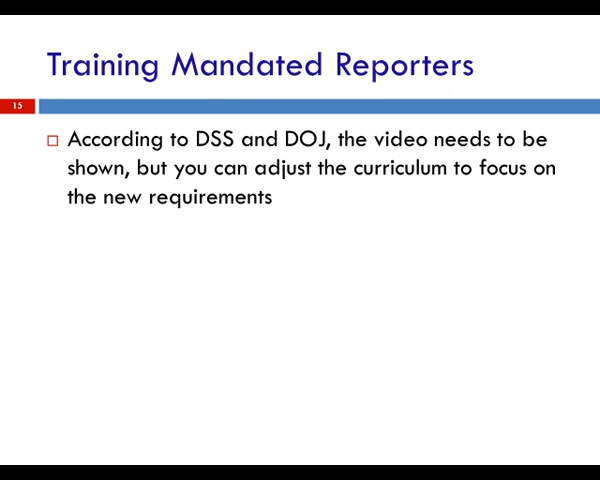 Training Mandated Reporters
15
According to DSS and DOJ, the video needs to be
shown, but you can adjust the curriculum to focus on
the new requirements